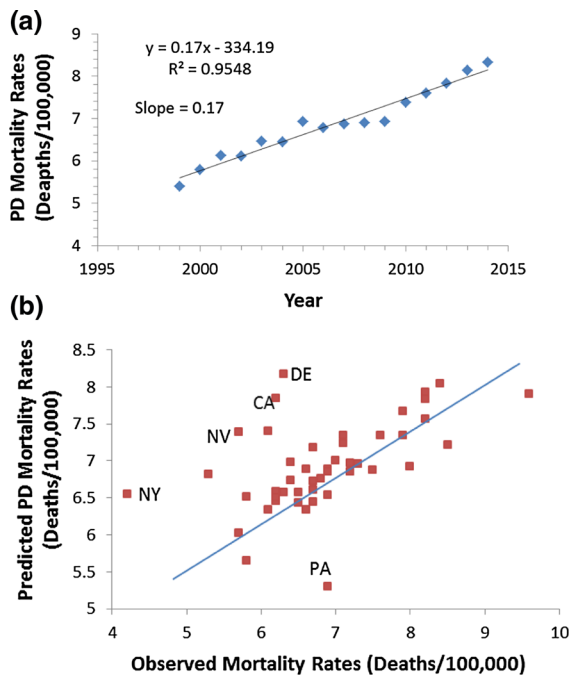 (a)
PD Mortality Rates
(Deapths/100,000)
9
8
7
6
5
4
y = 0.17x - 334.19
R² = 0.9548
Slope = 0.17
1995
2000
2005
2010
2015
Year
(b)
Predicted PD Mortality Rates
(Deaths/100,000)
8.5
8
7.5
7
6.5
6
5.5
5
DE
CA
NV
NY
PA
4
5
6
7
8
9
10
Observed Mortality Rates (Deaths/100,000)